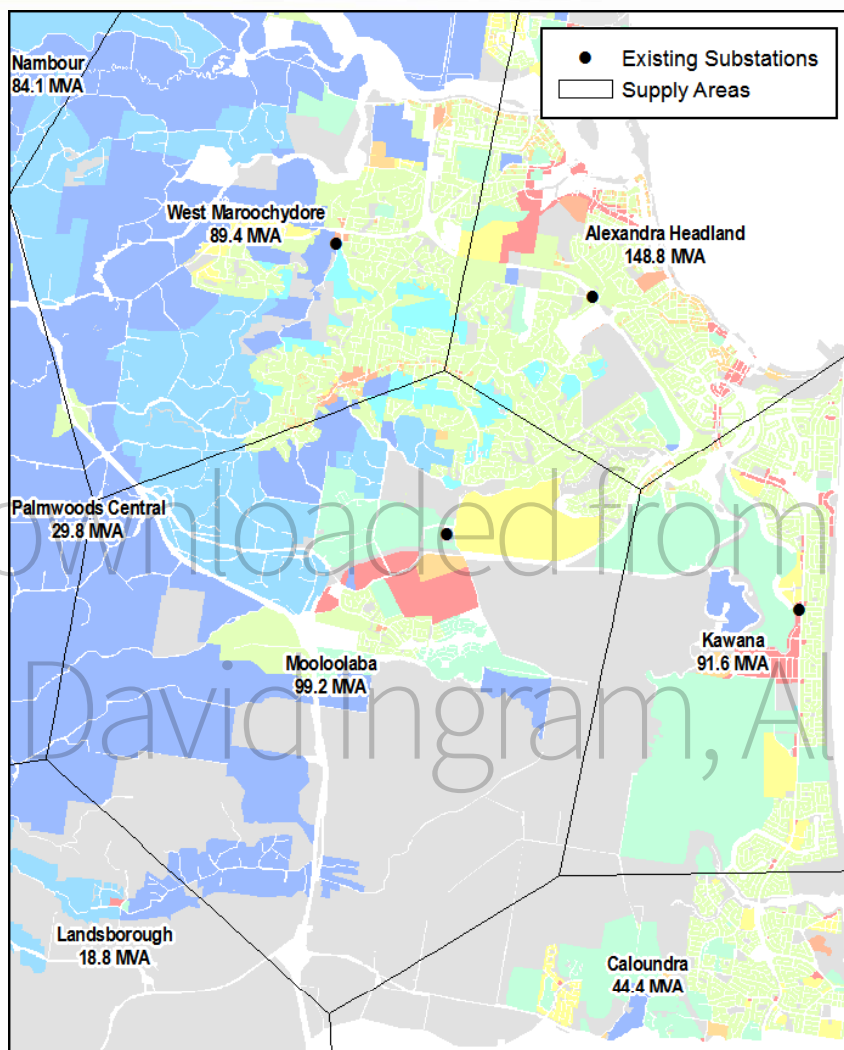 Nambour
84.1 MVA
Existing Substations
Supply Areas
West Maroochydore
89.4 MVA
Alexandra Headland
148.8 MVA
Palmwoods Central
29.8 MVA
ownloaded from
Kawana
91.6 MVA
Mooloolaba
99.2 MVA
David Ingram, Al
Landsborough
18.8 MVA
Caloundra
44.4 MVA